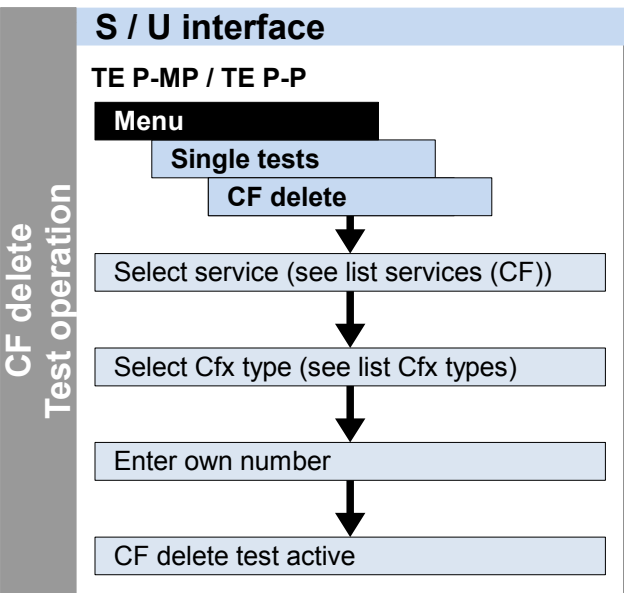 S / U interface
TE P-MP / TE P-P
Menu
Single tests
CF delete
Select service (see list services (CF))
Select Cfx type (see list Cfx types)
Enter own number
CF delete test active
CF delete
Test operation